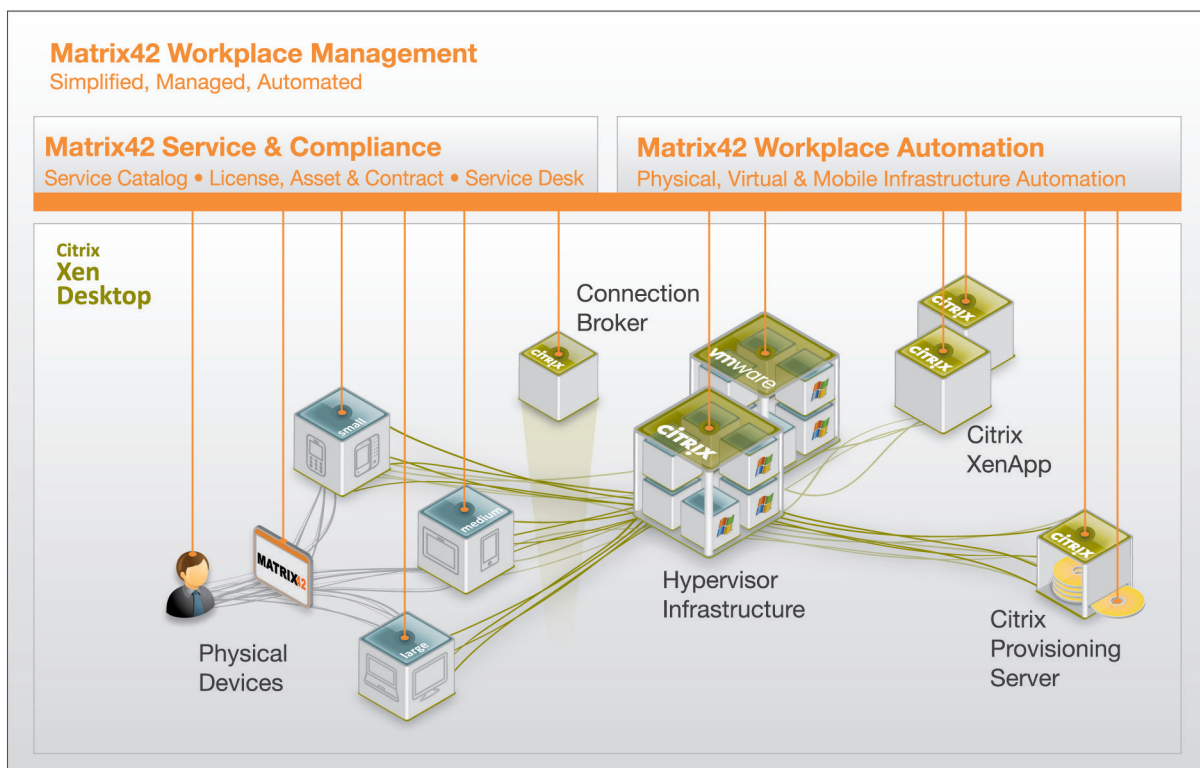 Matrix42 Workplace Management
Simplified, Managed, Automated
Matrix42 Service & Compliance
Service Catalog • License, Asset & Contract • Service Desk
Matrix42 Workplace Automation
Physical, Virtual & Mobile Infrastructure Automation
Citrix
Xen
Desktop
Connection
Broker
CITRIX
vmware
CITRIX
CITRIX
CITRIX
small
Citrix
XenApp
medium
CITRIX
MATRIX42
Hypervisor
Infrastructure
large
Physical
Devices
Citrix
Provisioning
Server